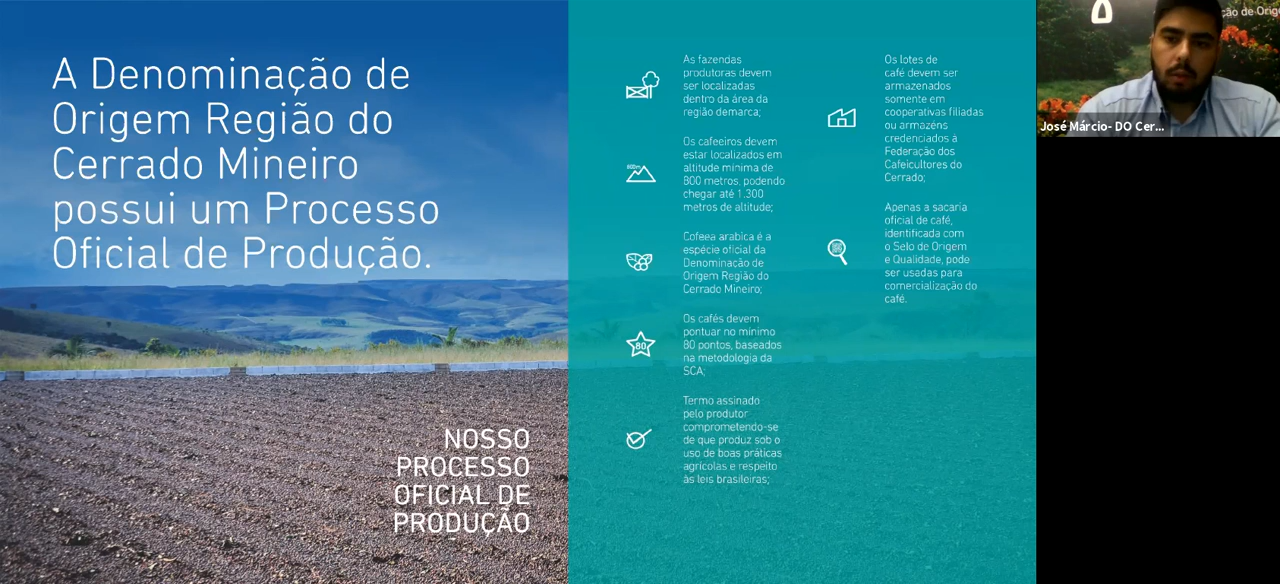 A Denominação de
Origem Região do
Cerrado Mineiro
possui um Processo
Oficial de Produção.
NOSSO
PROCESSO
OFICIAL DE
PRODUÇÃO
As fazendas
produtoras devem
ser localizadas
dentro da área da
região demarca;
Os cafeeiros devem
estar localizados em
altitude mínima de
800 metros, podendo
chegar até 1.300
metros de altitude;
Cofeea arabica é a
espécie oficial da
Denominação de
Origem Região do
Cerrado Mineiro;
80
Os cafés devem
pontuar no mínimo
80 pontos, baseados
na metodologia da
SCA;
Termo assinado
pelo produtor
comprometendo-se
de que produz sob o
uso de boas práticas
agrícolas e respeito
às leis brasileiras;
Os lotes de
café devem ser
armazenados
somente em
cooperativas filiadas
ou armazéns
credenciados à
Federação dos
Cafeicultores do
Cerrado;
Apenas a sacaria
oficial de café,
identificada com
o Selo de Origem
e Qualidade, pode
ser usadas para
comercialização do
café.
ção de Orig
José Márcio- DO Cer...